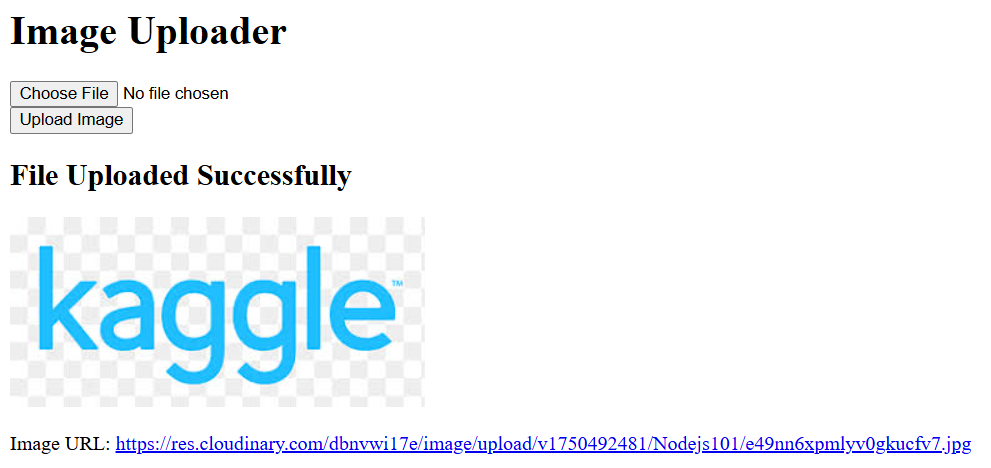 Image Uploader
Choose File No file chosen
Upload Image
File Uploaded Successfully
kaggle™
Image URL: https://res.cloudinary.com/dbnvwi17e/image/upload/v1750492481/Nodejs101/e49nn6xpmlyv0gkucfv7.jpg